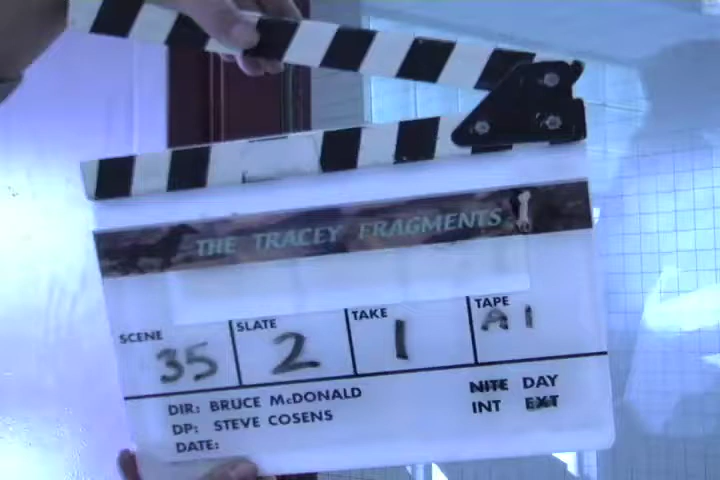 THE TRACEY FRAGMENTS
SCENE SLATE TAKE TAPE
35 2 1 A1
DIR: BRUCE McDONALD NITE DAY
DP: STEVE COSENS INT EXT
DATE: